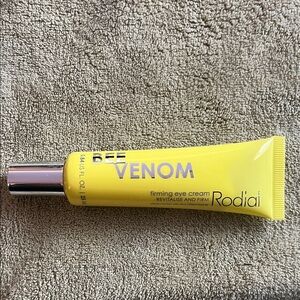 BEE
VENOM
firming eye cream
REVITALISE AND FIRM
Rodial